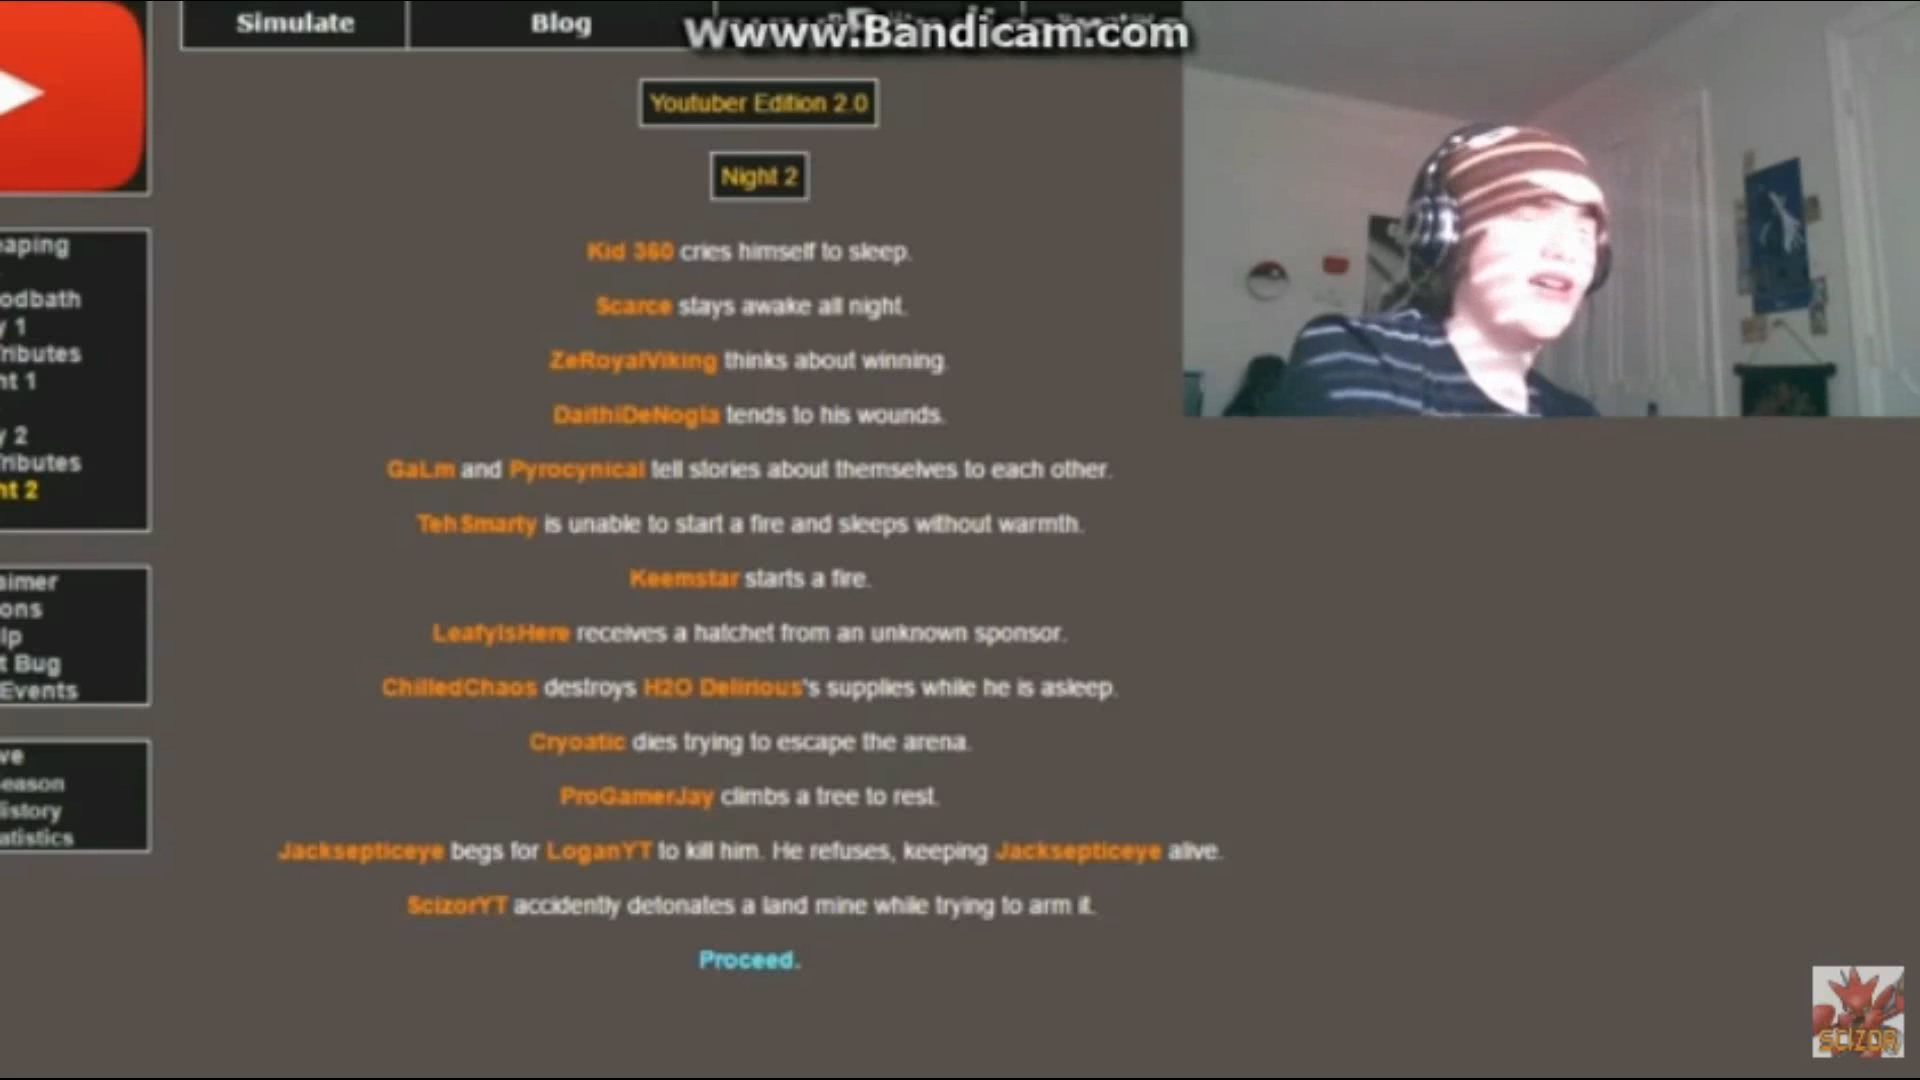 Simulate
Blog
www.Bandicam.com
Youtuber Edition 2.0
Night 2
Kid 360 cries himself to sleep.
Scarce stays awake all night.
ZeRoyalViking thinks about winning.
DaithiDeNogla tends to his wounds.
GaLm and Pyrocynical tell stories about themselves to each other.
TehSmarty is unable to start a fire and sleeps without warmth.
Keemstar starts a fire.
LeafyIsHere receives a hatchet from an unknown sponsor.
ChilledChaos destroys H2O Delirious's supplies while he is asleep.
Cryoatic dies trying to escape the arena.
ProGamerJay climbs a tree to rest.
Jacksepticeye begs for LoganYT to kill him. He refuses, keeping Jacksepticeye alive.
ScizorYT accidently detonates a land mine while trying to arm it.
Proceed.
eaping
odbath
y 1
ributes
ht 1
y 2
ributes
ht 2
aimer
ons
lp
t Bug
Events
ve
eason
istory
atistics
SCIZOR